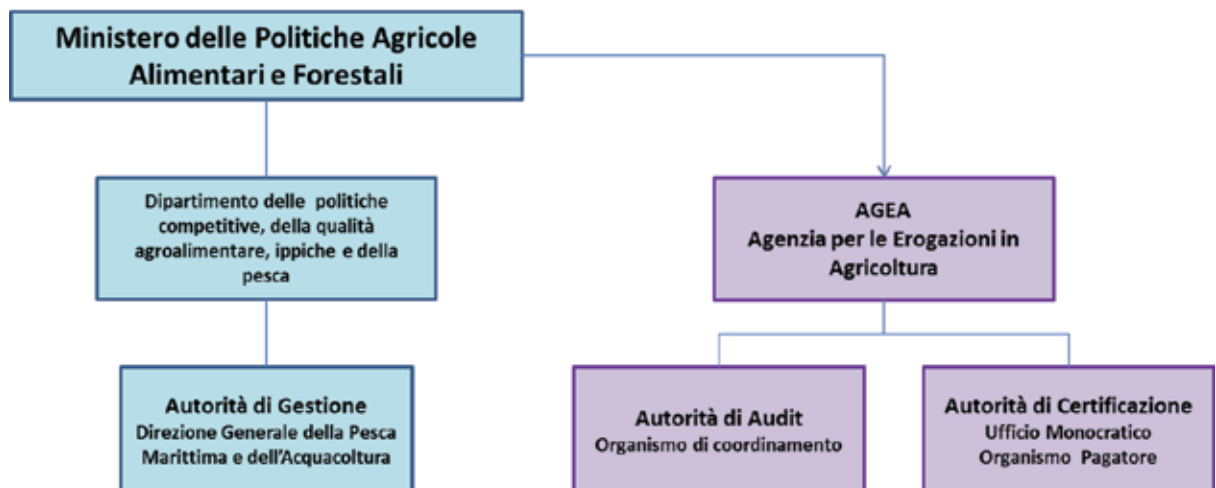 Ministero delle Politiche Agricole
Alimentari e Forestali
Dipartimento delle politiche
competitive, della qualità
agroalimentare, ippiche e della
pesca
AGEA
Agenzia per le Erogazioni in
Agricoltura
Autorità di Gestione
Direzione Generale della Pesca
Marittima e dell'Acquacoltura
Autorità di Audit
Organismo di coordinamento
Autorità di Certificazione
Ufficio Monocratico
Organismo Pagatore